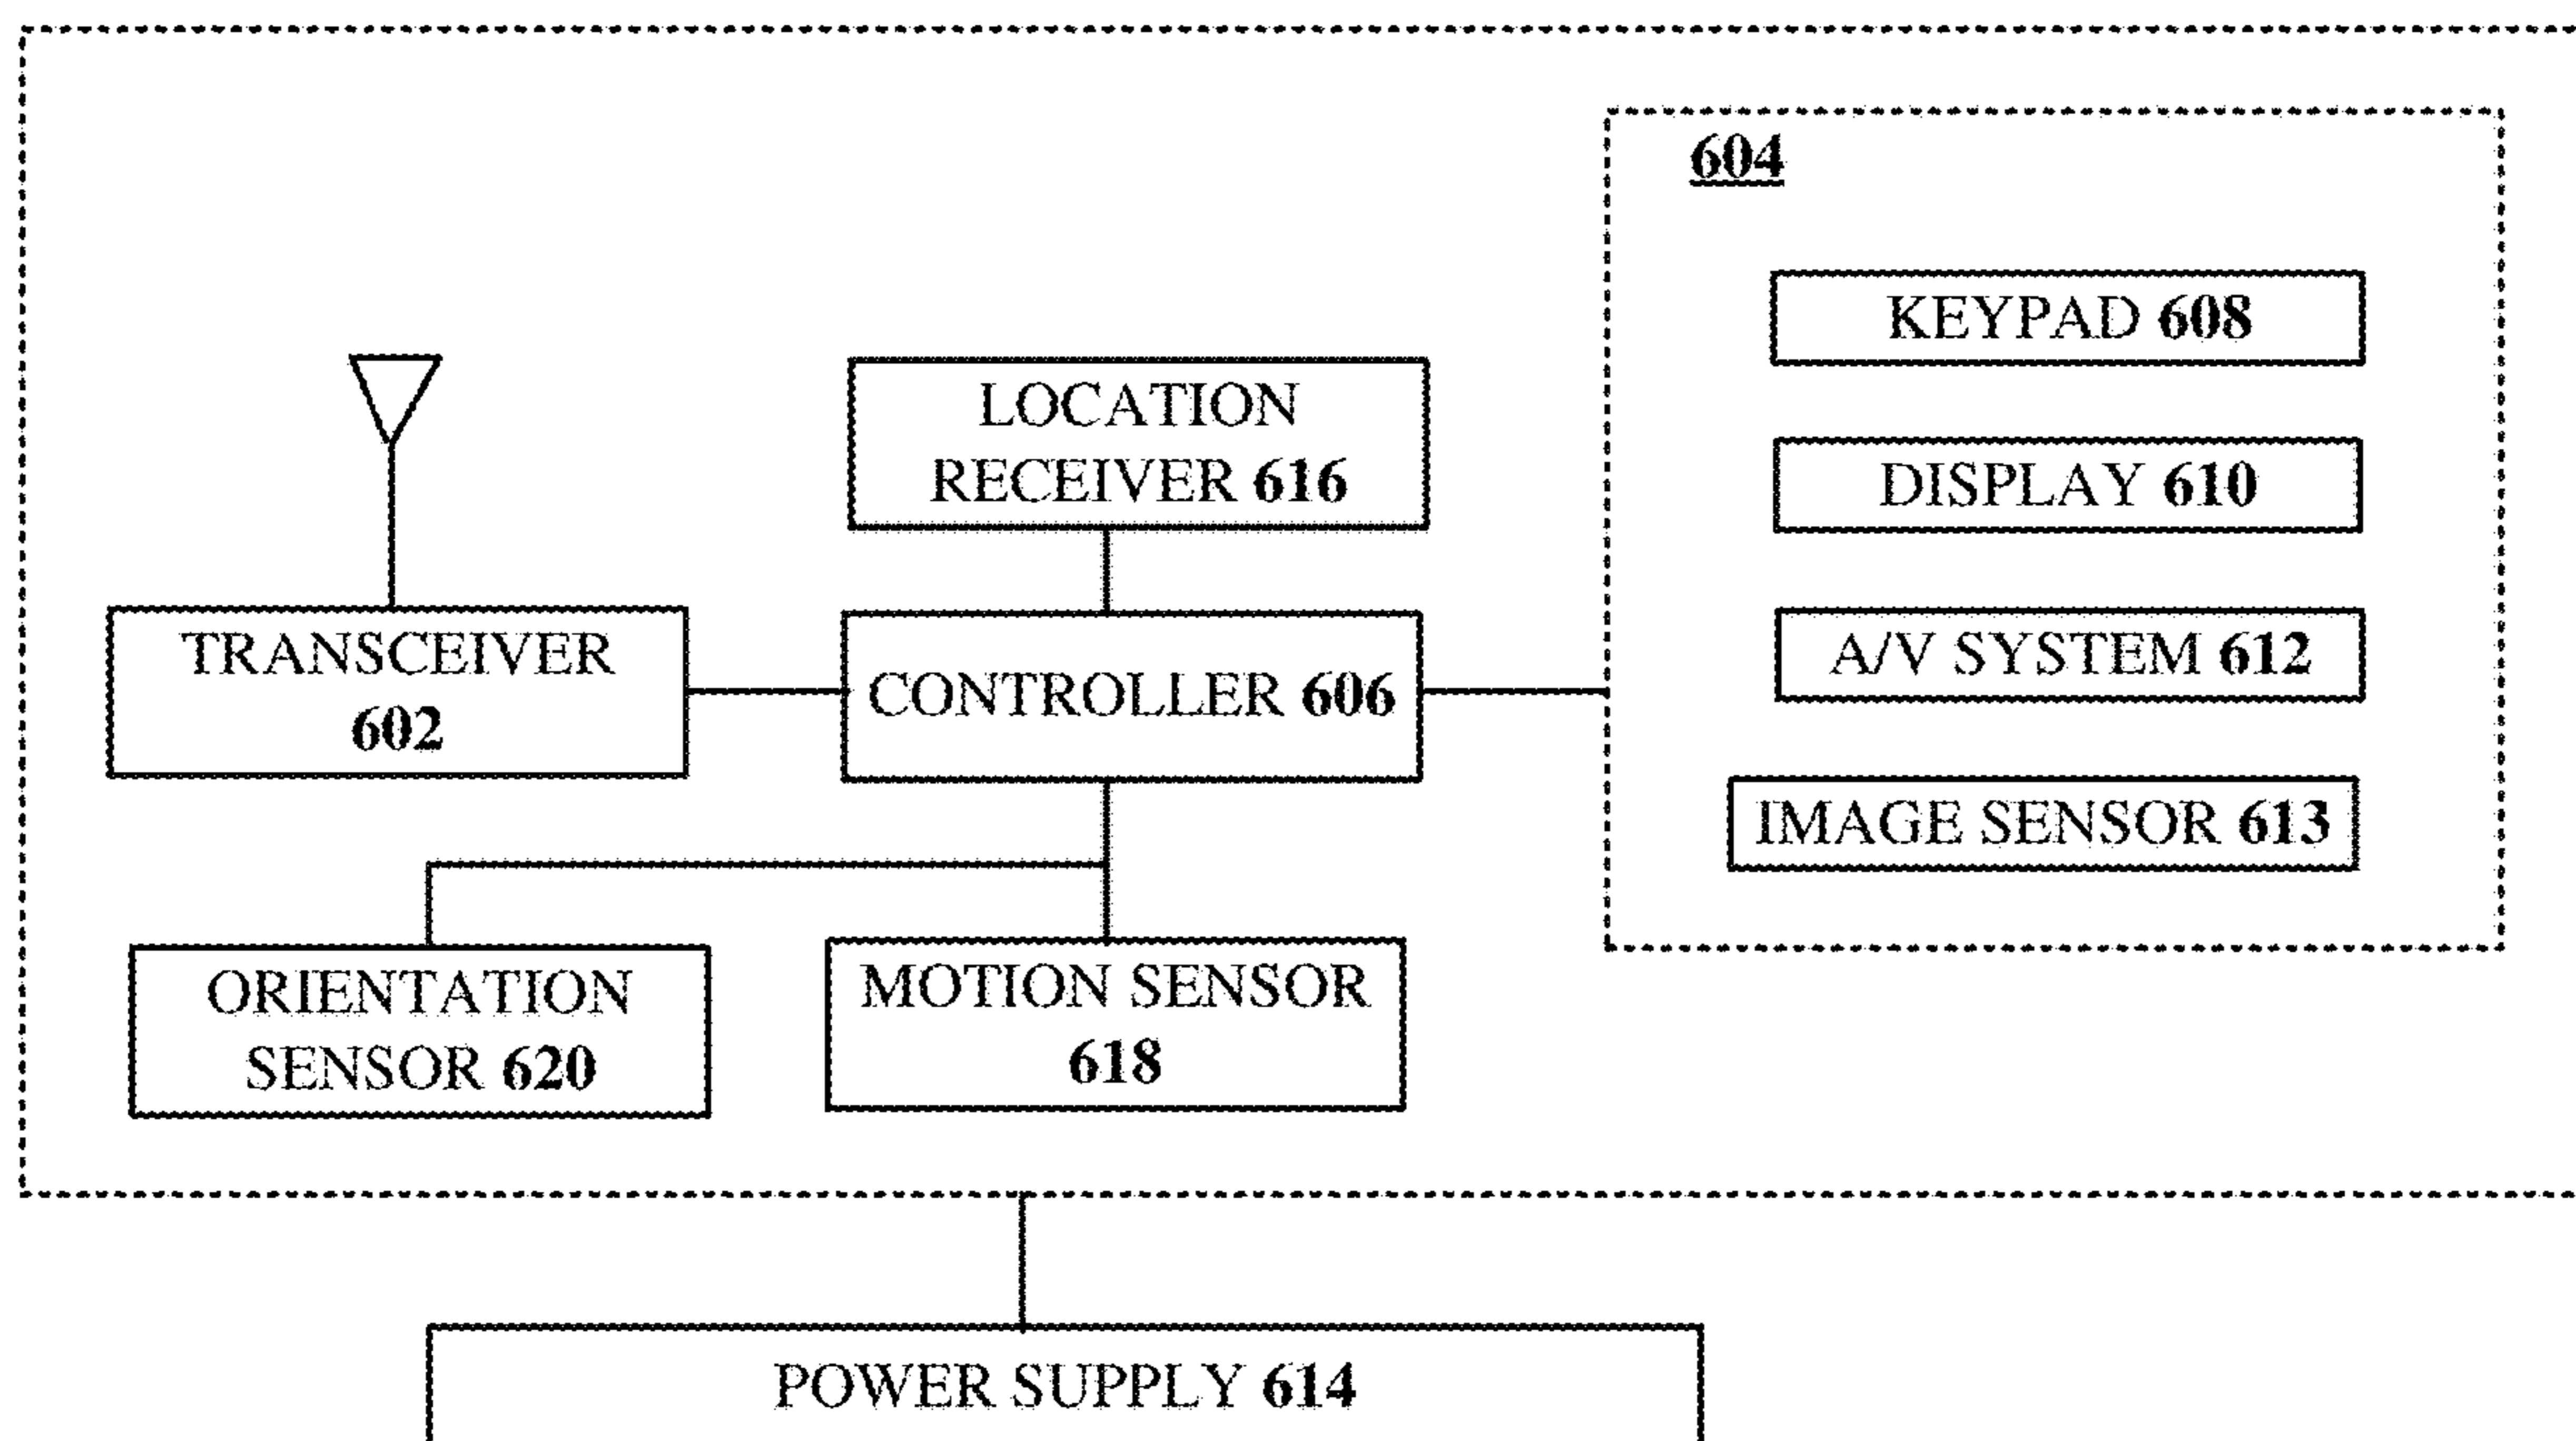 604
KEYPAD 608
LOCATION
RECEIVER 616
DISPLAY 610
TRANSCEIVER
602
CONTROLLER 606
A/V SYSTEM 612
IMAGE SENSOR 613
ORIENTATION
SENSOR 620
MOTION SENSOR
618
POWER SUPPLY 614